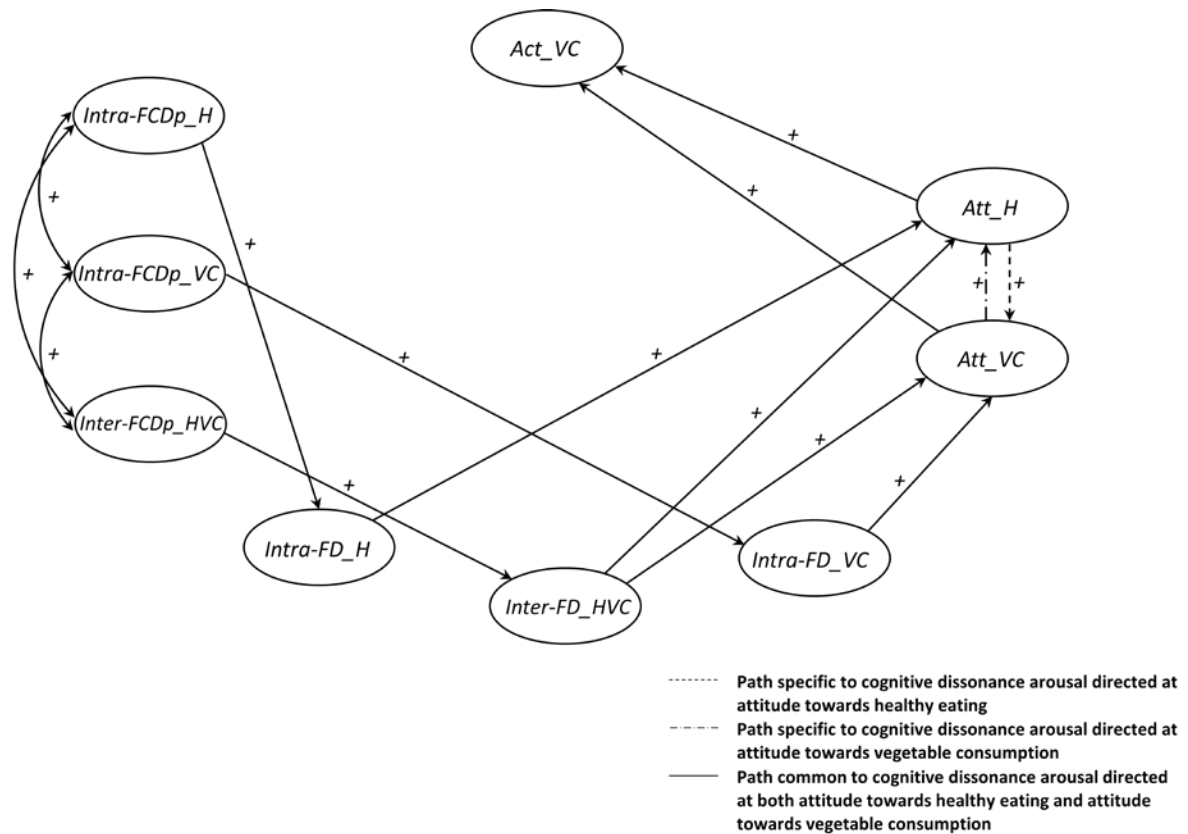 Act_VC
Intra-FCDp_H
+
+
Att_H
+
+
+
Intra-FCDp_VC
+
+
+
Att_VC
+
+
+
Inter-FCDp_HVC
+
+
+
Intra-FD_H
Intra-FD_VC
Inter-FD_HVC
Path specific to cognitive dissonance arousal directed at
attitude towards healthy eating
Path specific to cognitive dissonance arousal directed at
attitude towards vegetable consumption
Path common to cognitive dissonance arousal directed
at both attitude towards healthy eating and attitude
towards vegetable consumption